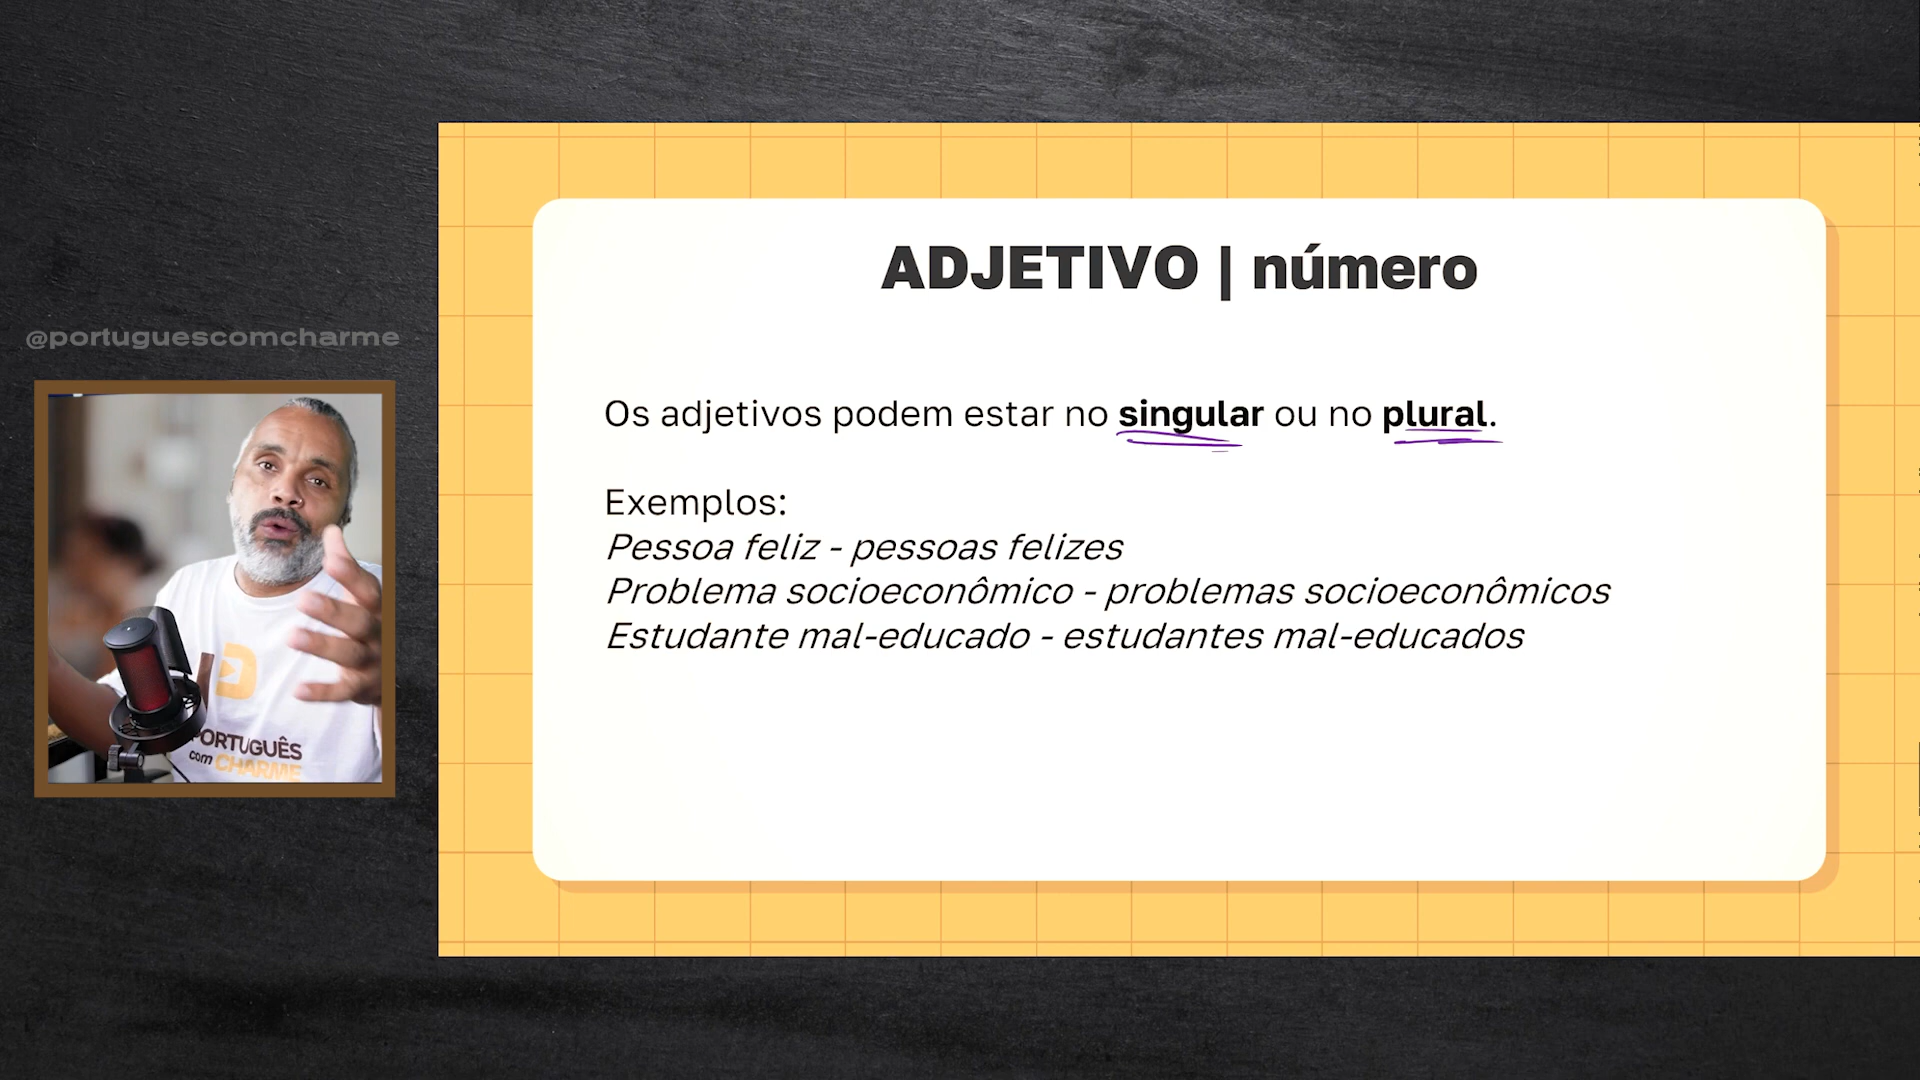 ADJETIVO | número
@portuguescomcharme
Os adjetivos podem estar no singular ou no plural.
Exemplos:
Pessoa feliz - pessoas felizes
Problema socioeconômico - problemas socioeconômicos
Estudante mal-educado - estudantes mal-educados
PORTUGUÊS
com CHARME